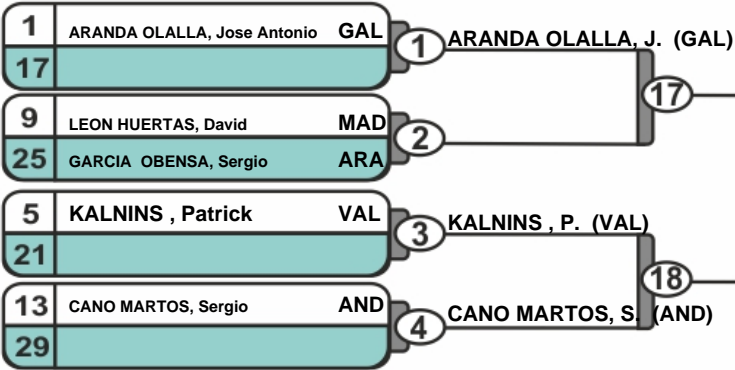 1 ARANDA OLALLA, Jose Antonio GAL
17
1 ARANDA OLALLA, J. (GAL)
17
9 LEON HUERTAS, David MAD
25 GARCIA OBENSA, Sergio ARA
2
5 KALNINS , Patrick VAL
21
3 KALNINS , P. (VAL)
18
13 CANO MARTOS, Sergio AND
29
4 CANO MARTOS, S. (AND)